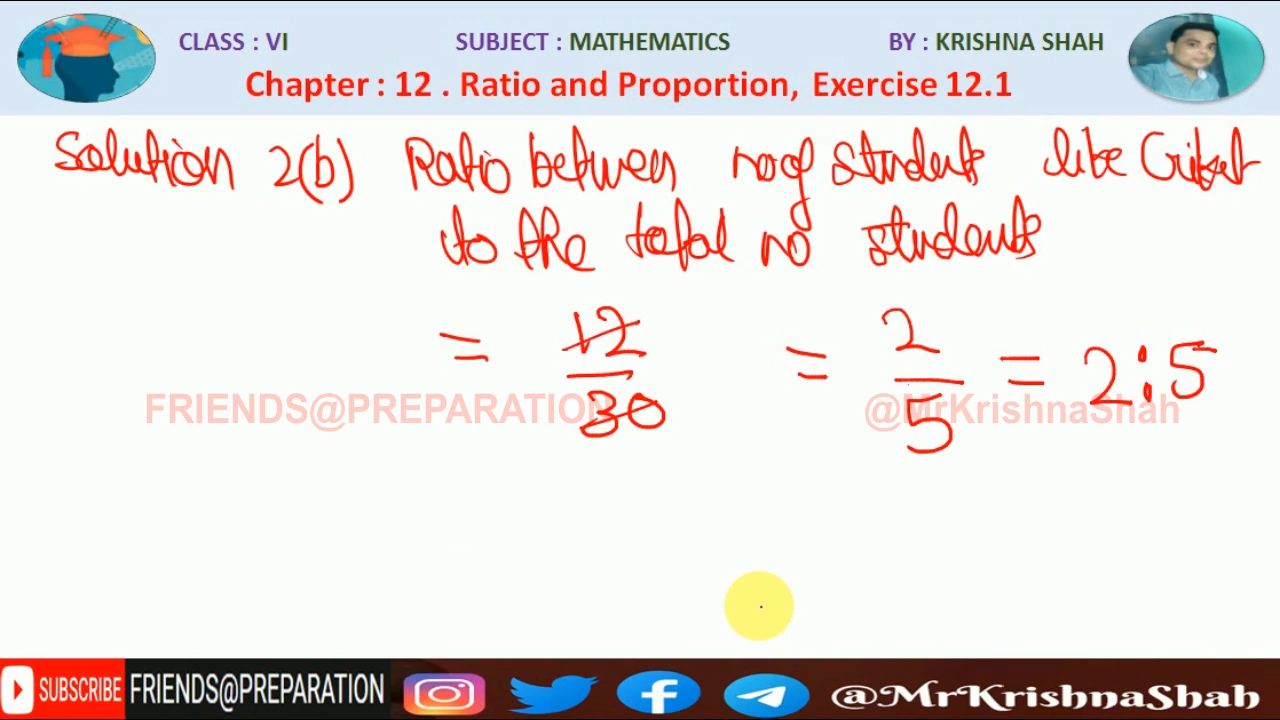 CLASS : VI SUBJECT : MATHEMATICS BY : KRISHNA SHAH
Chapter : 12 . Ratio and Proportion, Exercise 12.1
Solution 2(b) Ratio between no of student like Cricket
to the total no students
= 12/30 = 2/5 = 2:5
FRIENDS@PREPARATION @MrKrishnaShah
SUBSCRIBE FRIENDS@PREPARATION @MrKrishnaShah